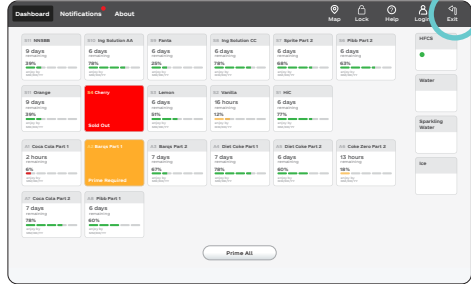 Dashboard Notifications About Map Lock Help Login Exit
NNSBB Ing Solution AA Fanta Ing Solution CC Sprite Part 2 Pibb Part 2 HFCS
9 days 6 days 6 days 6 days 6 days 6 days
remaining remaining remaining remaining remaining remaining
39% 78% 25% 78% 68% 63%
Water
Orange Cherry Lemon Vanilla HIC
9 days 6 days 16 hours 6 days
remaining remaining remaining remaining
39% 51% 12% 77%
Sold Out
Sparkling
Water
Coca Cola Part 1 Barqs Part 1 Barqs Part 2 Diet Coke Part 1 Diet Coke Part 2 Coke Zero Part 2
2 hours 7 days 7 days 6 days 13 hours
remaining remaining remaining remaining remaining
6% 67% 78% 60% 18%
Ice
Prime Required
Coca Cola Part 2 Pibb Part 1
7 days 6 days
remaining remaining
78% 60%
Prime All